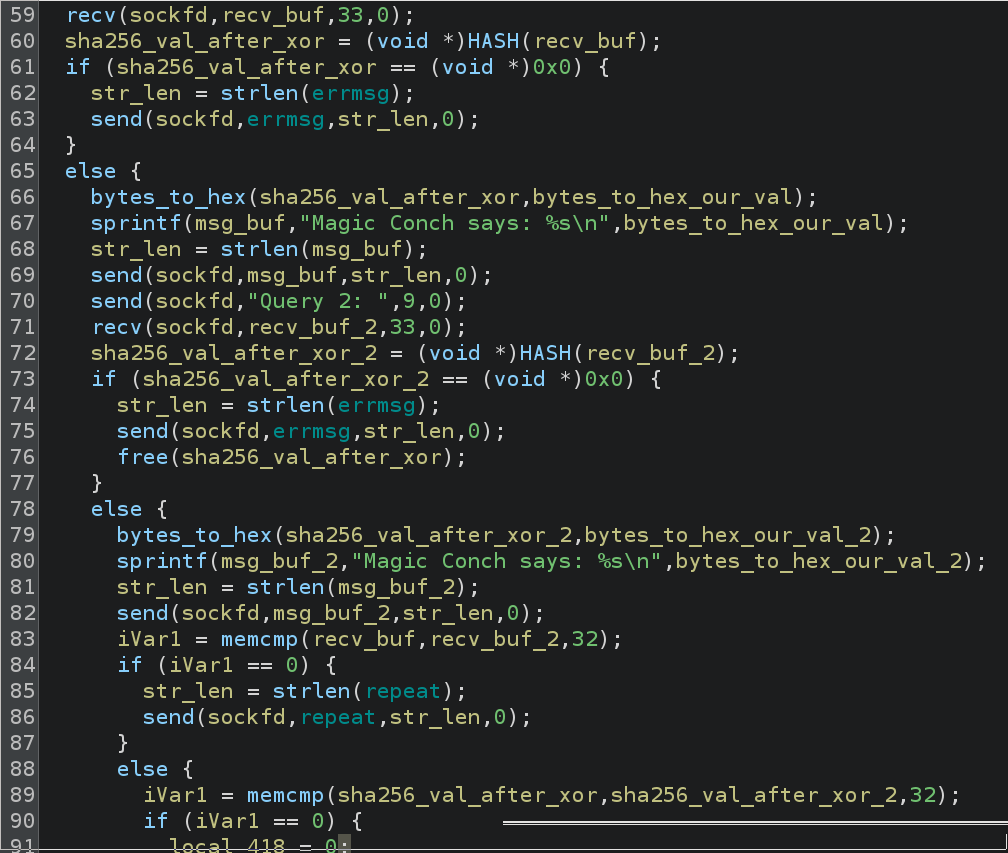 59 recv(sockfd,recv_buf,33,0);
60 sha256_val_after_xor = (void *)HASH(recv_buf);
61 if (sha256_val_after_xor == (void *)0x0) {
62 str_len = strlen(errmsg);
63 send(sockfd,errmsg,str_len,0);
64 }
65 else {
66 bytes_to_hex(sha256_val_after_xor,bytes_to_hex_our_val);
67 sprintf(msg_buf,"Magic Conch says: %s\n",bytes_to_hex_our_val);
68 str_len = strlen(msg_buf);
69 send(sockfd,msg_buf,str_len,0);
70 send(sockfd,"Query 2: ",9,0);
71 recv(sockfd,recv_buf_2,33,0);
72 sha256_val_after_xor_2 = (void *)HASH(recv_buf_2);
73 if (sha256_val_after_xor_2 == (void *)0x0) {
74 str_len = strlen(errmsg);
75 send(sockfd,errmsg,str_len,0);
76 free(sha256_val_after_xor);
77 }
78 else {
79 bytes_to_hex(sha256_val_after_xor_2,bytes_to_hex_our_val_2);
80 sprintf(msg_buf_2,"Magic Conch says: %s\n",bytes_to_hex_our_val_2);
81 str_len = strlen(msg_buf_2);
82 send(sockfd,msg_buf_2,str_len,0);
83 iVar1 = memcmp(recv_buf,recv_buf_2,32);
84 if (iVar1 == 0) {
85 str_len = strlen(repeat);
86 send(sockfd,repeat,str_len,0);
87 }
88 else {
89 iVar1 = memcmp(sha256_val_after_xor,sha256_val_after_xor_2,32);
90 if (iVar1 == 0) {
91 local_418 = 0;